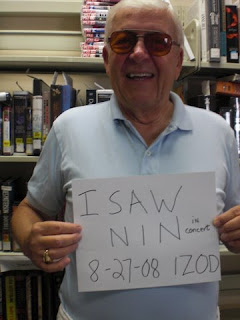 I SAW
NIN in concert
8-27-08 IZOD